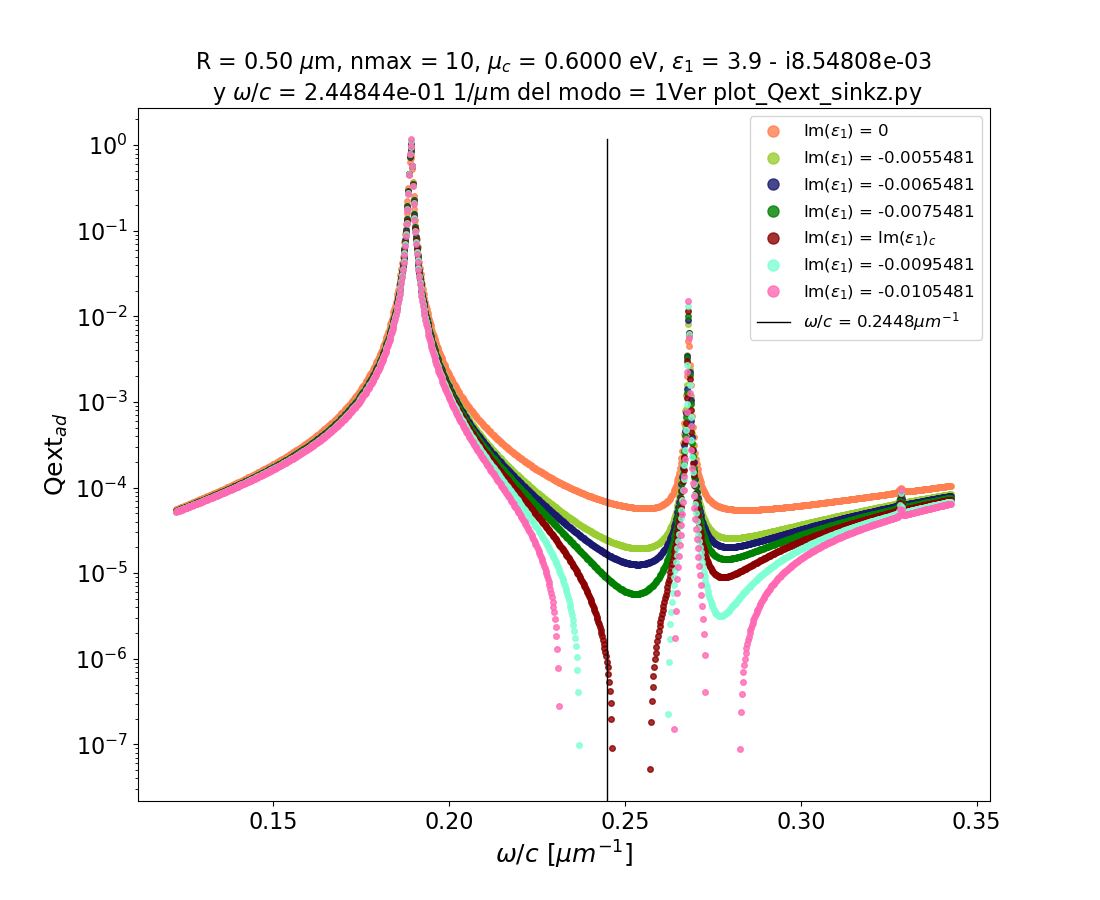 R = 0.50 μm, nmax = 10, μc = 0.6000 eV, ε1 = 3.9 - i8.54808e-03
y ω/c = 2.44844e-01 1/μm del modo = 1Ver plot_Qext_sinkz.py
Im(ε1) = 0
Im(ε1) = -0.0055481
Im(ε1) = -0.0065481
Im(ε1) = -0.0075481
Im(ε1) = Im(ε1)c
Im(ε1) = -0.0095481
Im(ε1) = -0.0105481
ω/c = 0.2448μm⁻¹
10⁰
10⁻¹
10⁻²
10⁻³
10⁻⁴
10⁻⁵
10⁻⁶
10⁻⁷
Qext_ad
0.15 0.20 0.25 0.30 0.35
ω/c [μm⁻¹]